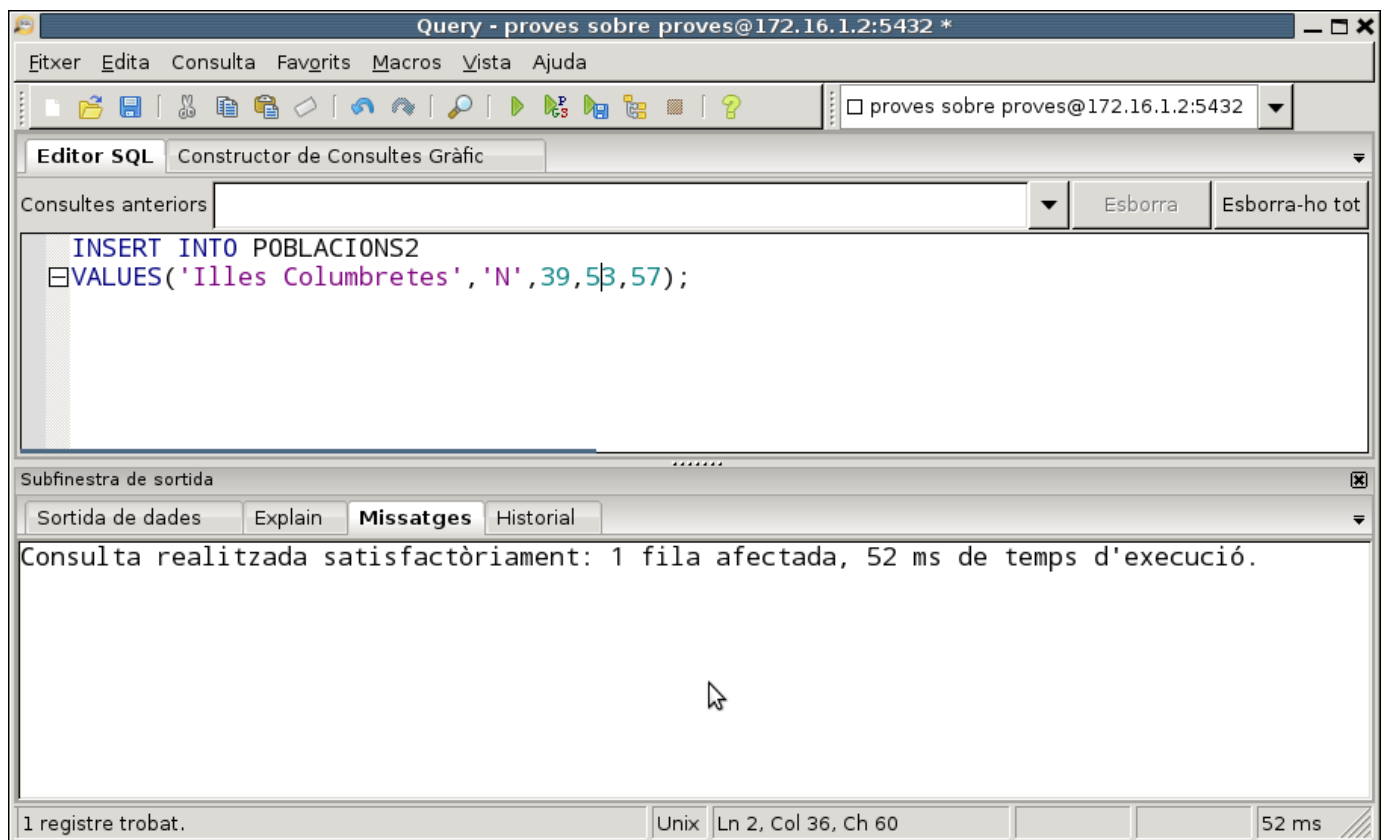 Query - proves sobre proves@172.16.1.2:5432 *
Fitxer Edita Consulta Favorits Macros Vista Ajuda
proves sobre proves@172.16.1.2:5432
Editor SQL Constructor de Consultes Gràfic
Consultes anteriors Esborra Esborra-ho tot
INSERT INTO POBLACIONS2
VALUES('Illes Columbretes','N',39,53,57);
Subfinestra de sortida
Sortida de dades Explain Missatges Historial
Consulta realitzada satisfactòriament: 1 fila afectada, 52 ms de temps d'execució.
1 registre trobat. Unix Ln 2, Col 36, Ch 60 52 ms